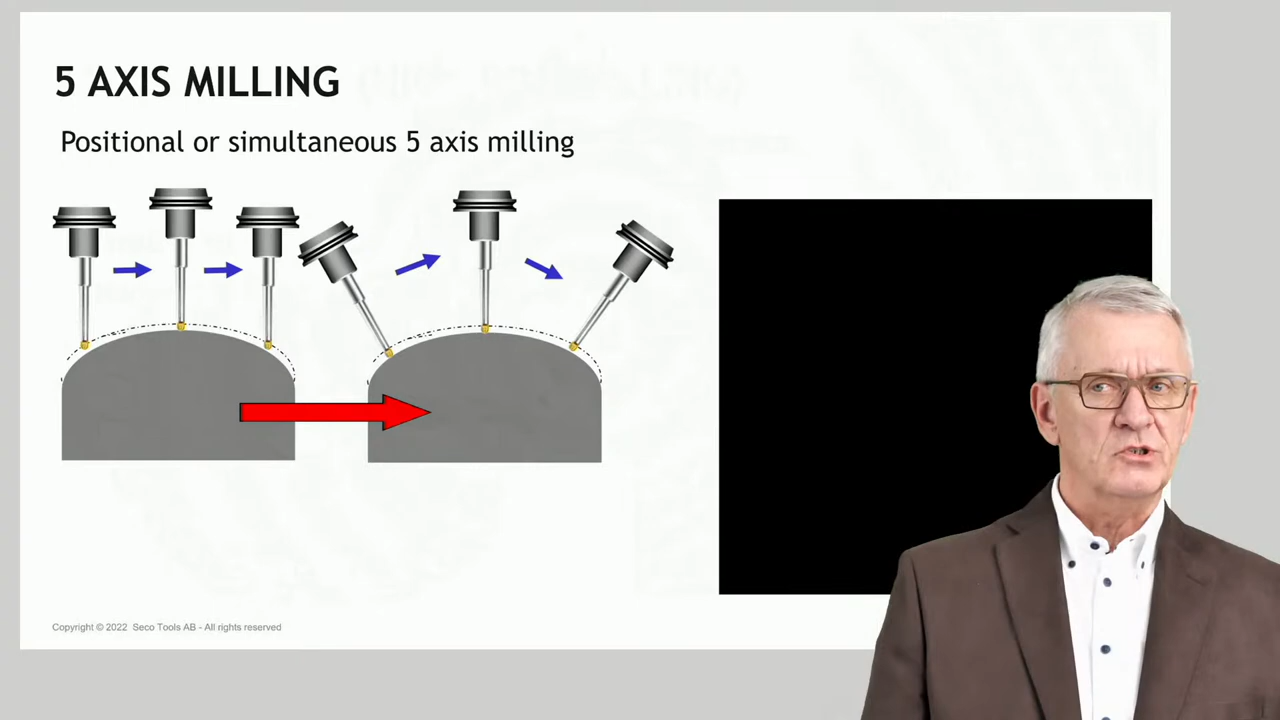 5 AXIS MILLING
Positional or simultaneous 5 axis milling
Copyright © 2022 Seco Tools AB - All rights reserved